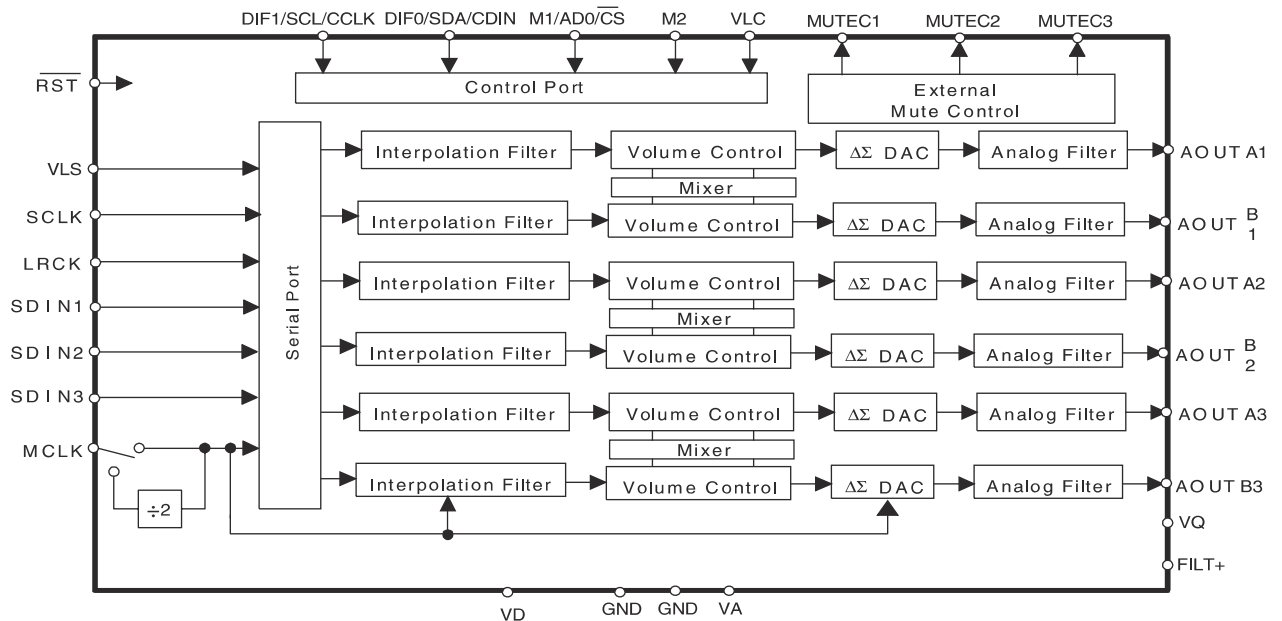 DIF1/SCL/CCLK DIF0/SDA/CDIN M1/AD0/C̅S̅ M2 VLC MUTEC1 MUTEC2 MUTEC3
R̅S̅T̅
Control Port
External
Mute Control
Serial Port
VLS
SCLK
LRCK
SDIN1
SDIN2
SDIN3
MCLK
÷2
Interpolation Filter Volume Control ΔΣ DAC Analog Filter AOUT A1
Mixer
Interpolation Filter Volume Control ΔΣ DAC Analog Filter AOUT B1
Interpolation Filter Volume Control ΔΣ DAC Analog Filter AOUT A2
Mixer
Interpolation Filter Volume Control ΔΣ DAC Analog Filter AOUT B2
Interpolation Filter Volume Control ΔΣ DAC Analog Filter AOUT A3
Mixer
Interpolation Filter Volume Control ΔΣ DAC Analog Filter AOUT B3
VQ
FILT+
VD GND GND VA